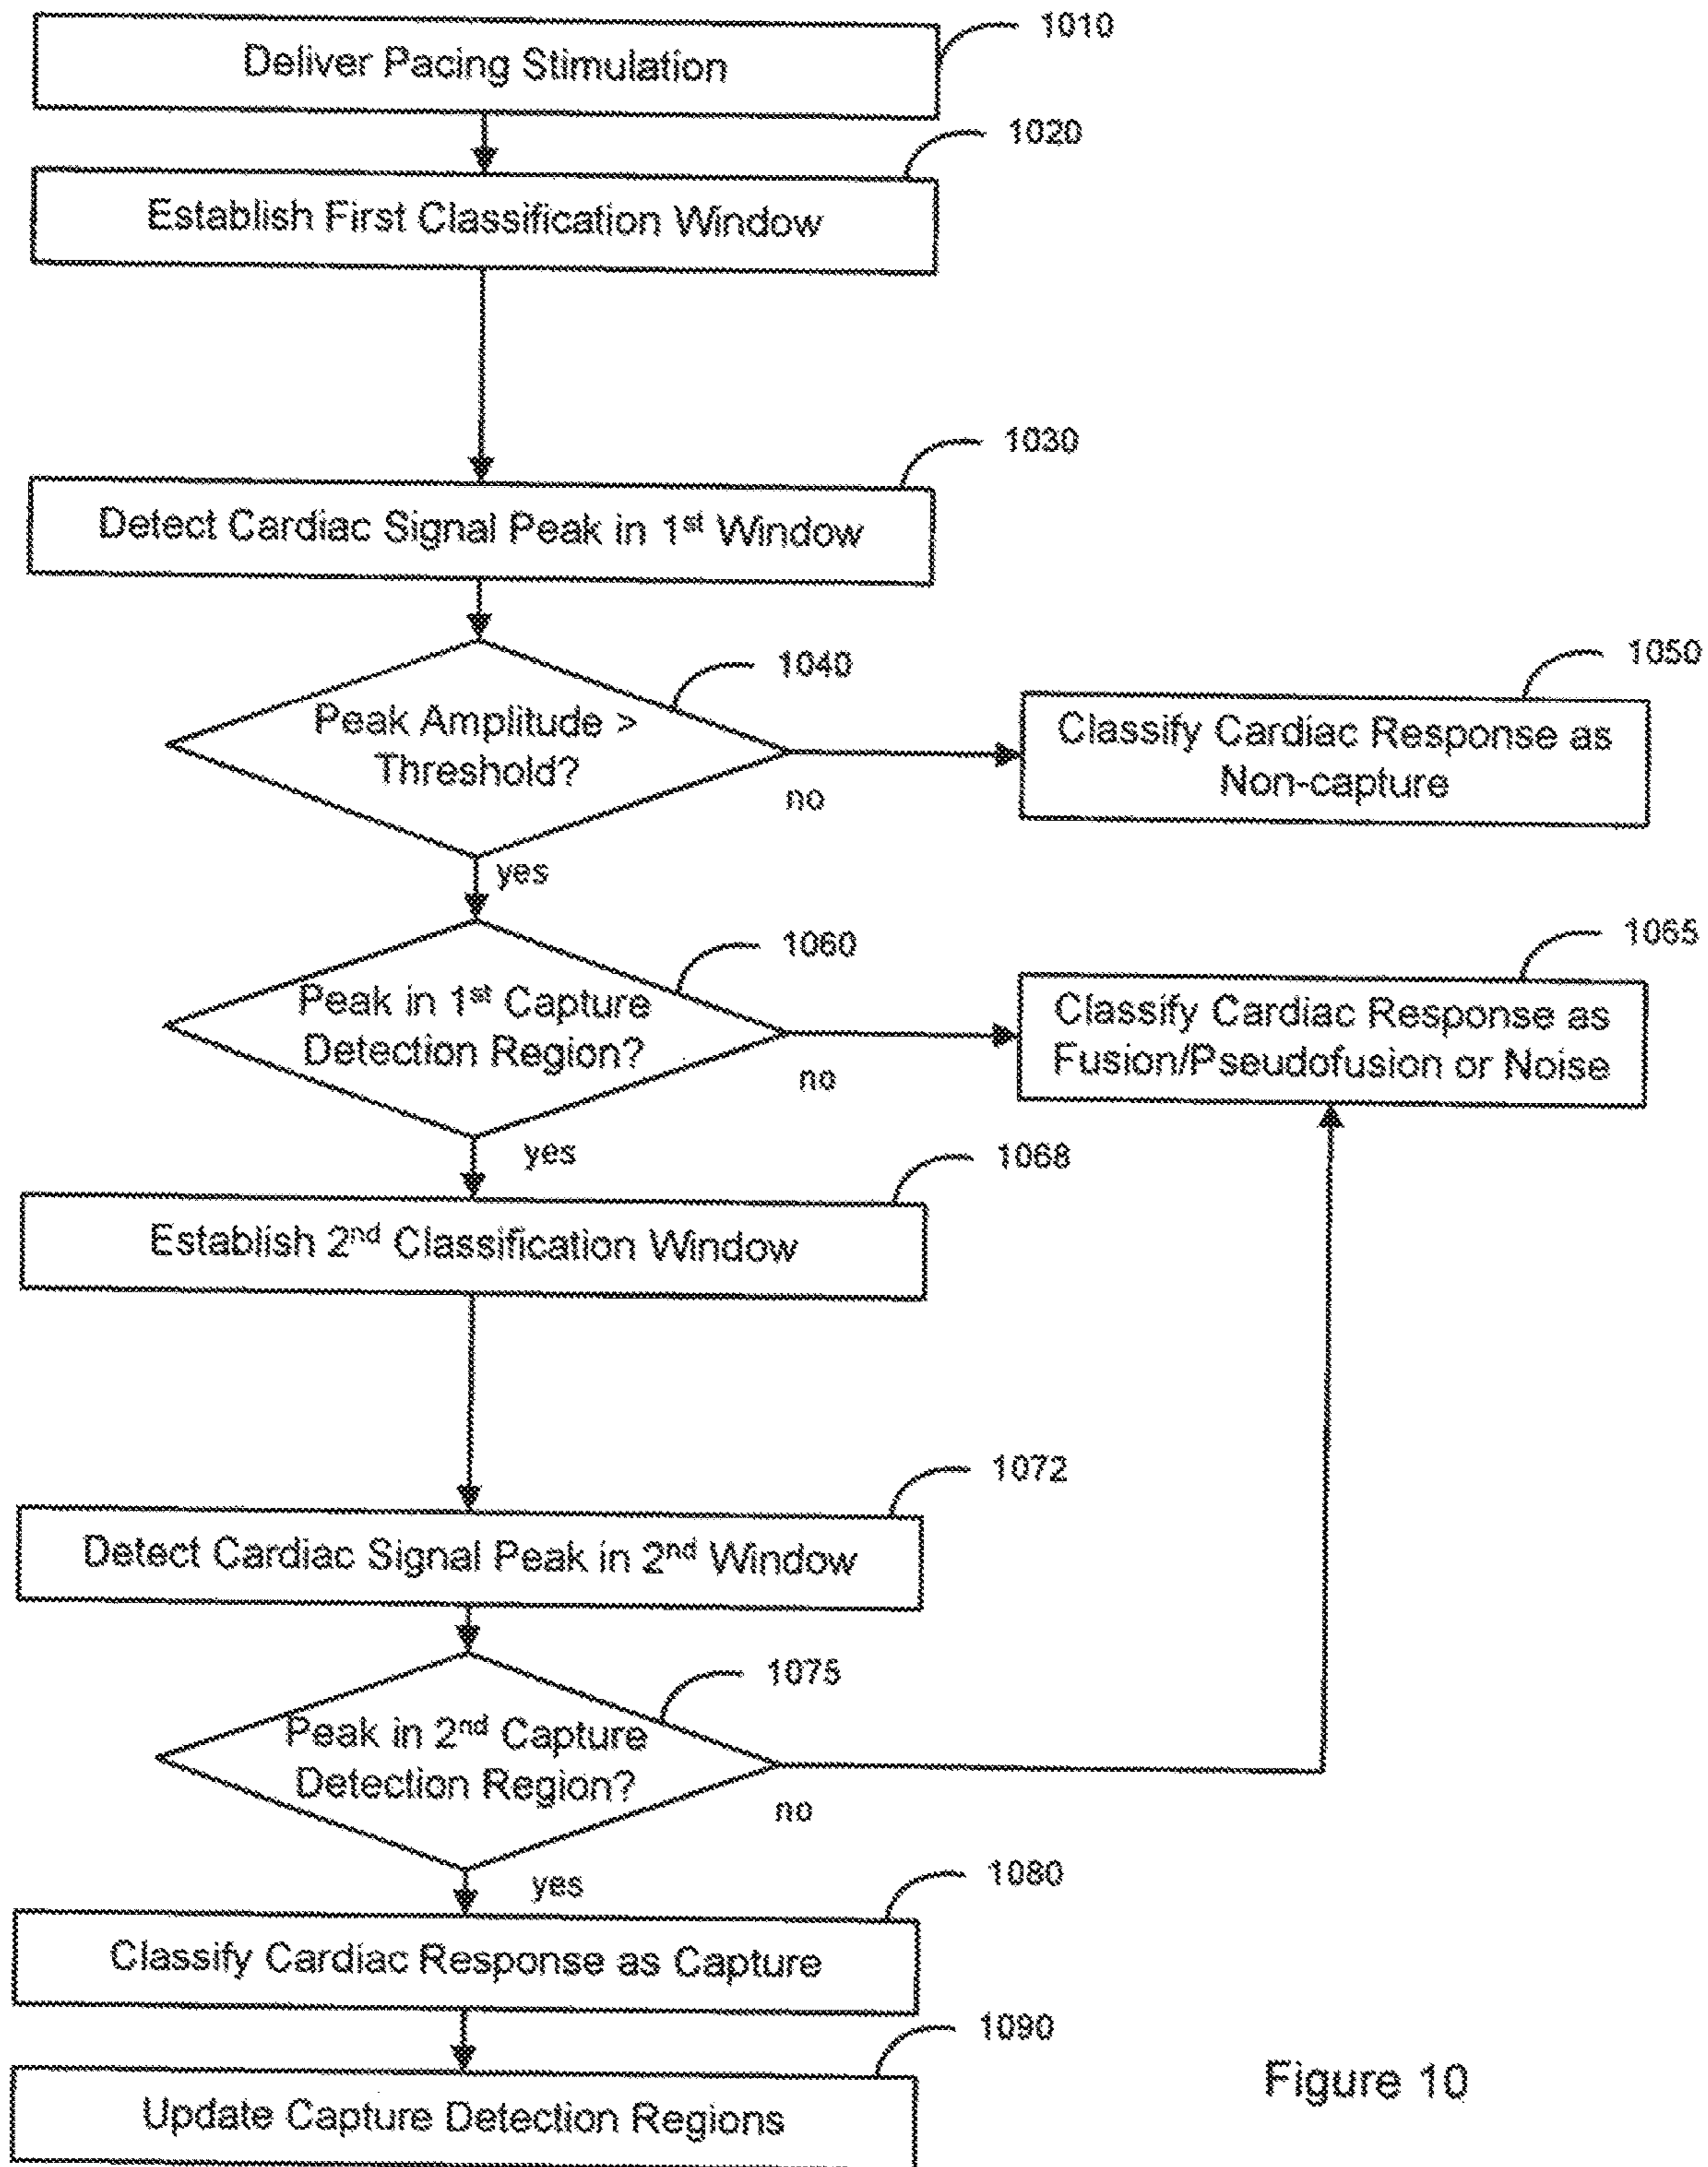 1010
Deliver Pacing Stimulation
1020
Establish First Classification Window
1030
Detect Cardiac Signal Peak in 1st Window
1040
Peak Amplitude >
Threshold?
no
yes
1050
Classify Cardiac Response as
Non-capture
1060
Peak in 1st Capture
Detection Region?
no
yes
1065
Classify Cardiac Response as
Fusion/Pseudofusion or Noise
1068
Establish 2nd Classification Window
1072
Detect Cardiac Signal Peak in 2nd Window
1075
Peak in 2nd Capture
Detection Region?
no
yes
1080
Classify Cardiac Response as Capture
1090
Update Capture Detection Regions
Figure 10